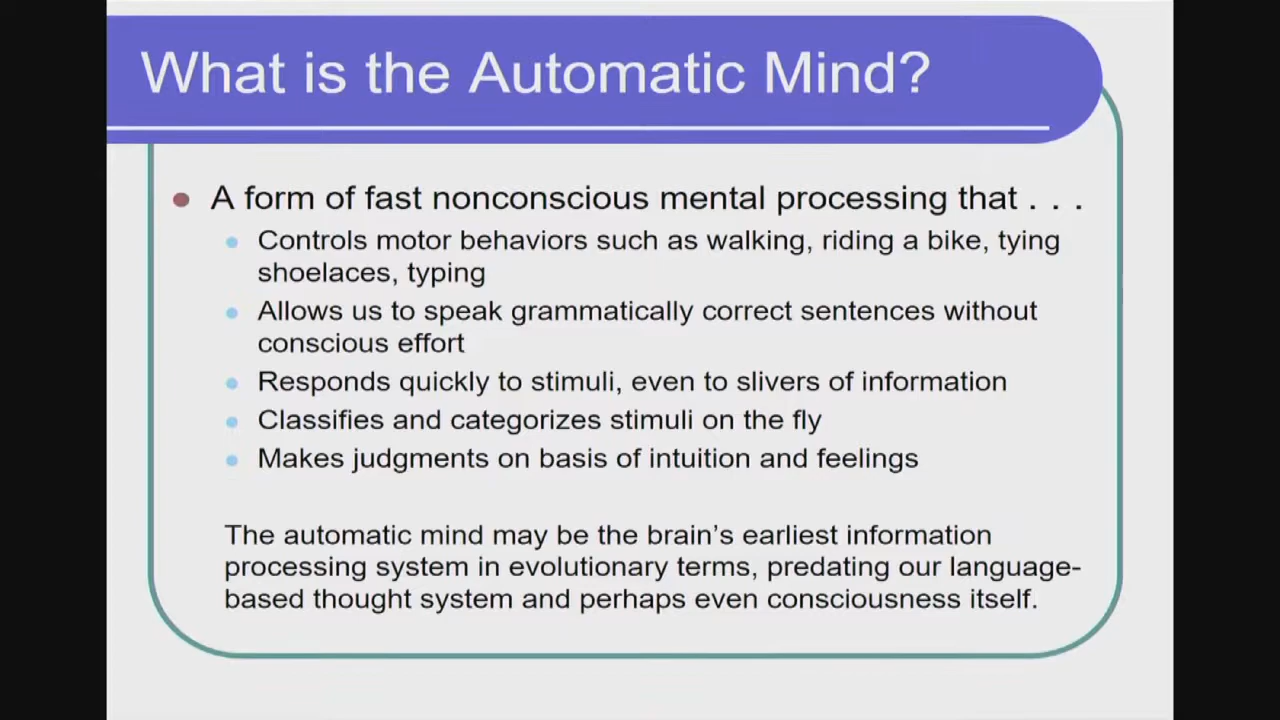 What is the Automatic Mind?
A form of fast nonconscious mental processing that . . .
Controls motor behaviors such as walking, riding a bike, tying
shoelaces, typing
Allows us to speak grammatically correct sentences without
conscious effort
Responds quickly to stimuli, even to slivers of information
Classifies and categorizes stimuli on the fly
Makes judgments on basis of intuition and feelings
The automatic mind may be the brain’s earliest information
processing system in evolutionary terms, predating our language-
based thought system and perhaps even consciousness itself.